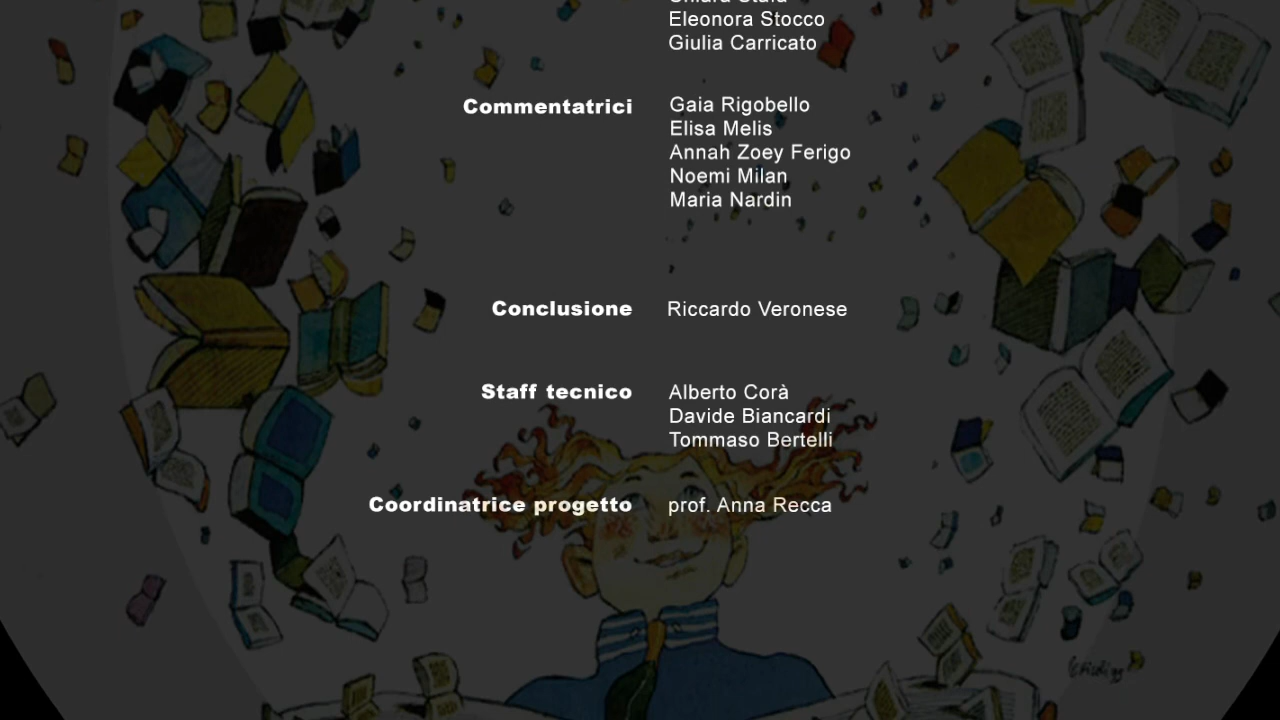 Eleonora Stocco
Giulia Carricato
Commentatrici Gaia Rigobello
Elisa Melis
Annah Zoey Ferigo
Noemi Milan
Maria Nardin
Conclusione Riccardo Veronese
Staff tecnico Alberto Corà
Davide Biancardi
Tommaso Bertelli
Coordinatrice progetto prof. Anna Recca